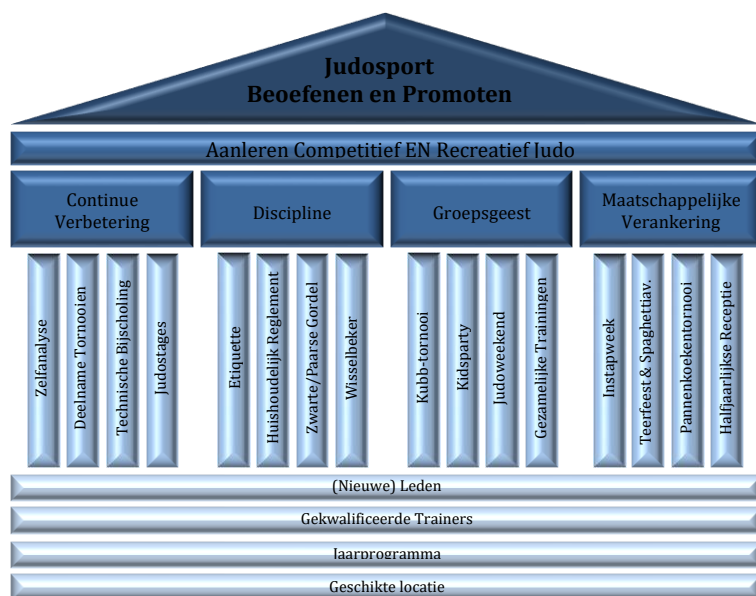 Judosport
Beoefenen en Promoten
Aanleren Competitief EN Recreatief Judo
Continue
Verbetering
Discipline
Groepsgeest
Maatschappelijke
Verankering
Zelfanalyse
Deelname Tornooien
Technische Bijscholing
Judostages
Etiquette
Huishoudelijk Reglement
Zwarte/Paarse Gordel
Wisselbeker
Kubb-tornooi
Kidsparty
Judoweekend
Gezamelijke Trainingen
Instapweek
Teerfeest & Spaghettiav.
Pannenkoekentornooi
Halfjaarlijkse Receptie
(Nieuwe) Leden
Gekwalificeerde Trainers
Jaarprogramma
Geschikte locatie